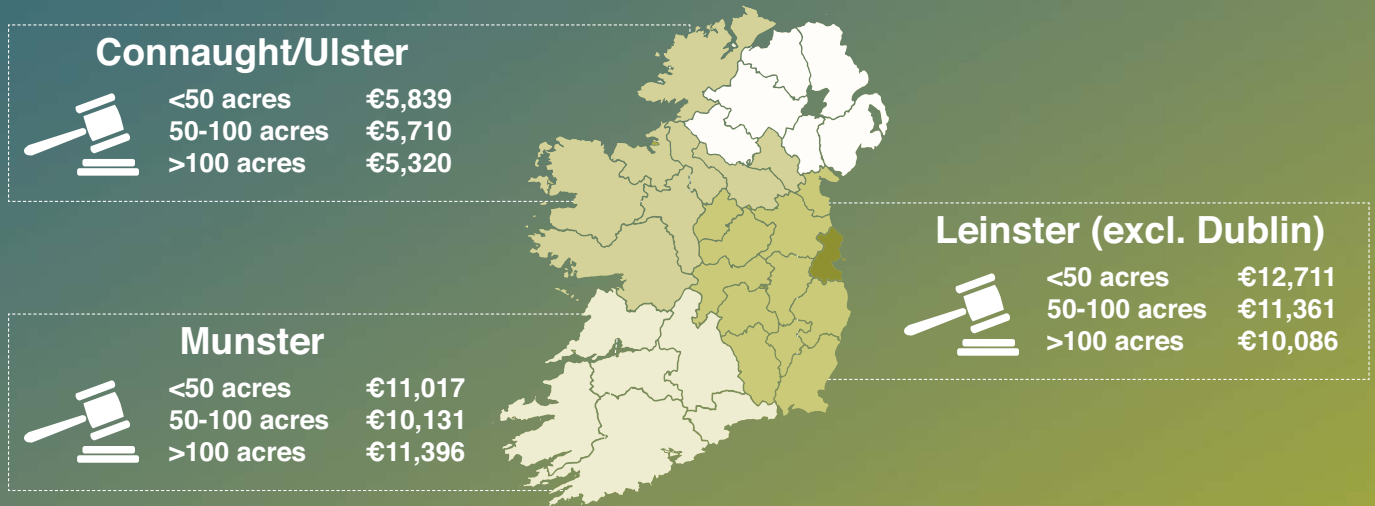 Connaught/Ulster
<50 acres €5,839
50-100 acres €5,710
>100 acres €5,320
Leinster (excl. Dublin)
<50 acres €12,711
50-100 acres €11,361
>100 acres €10,086
Munster
<50 acres €11,017
50-100 acres €10,131
>100 acres €11,396